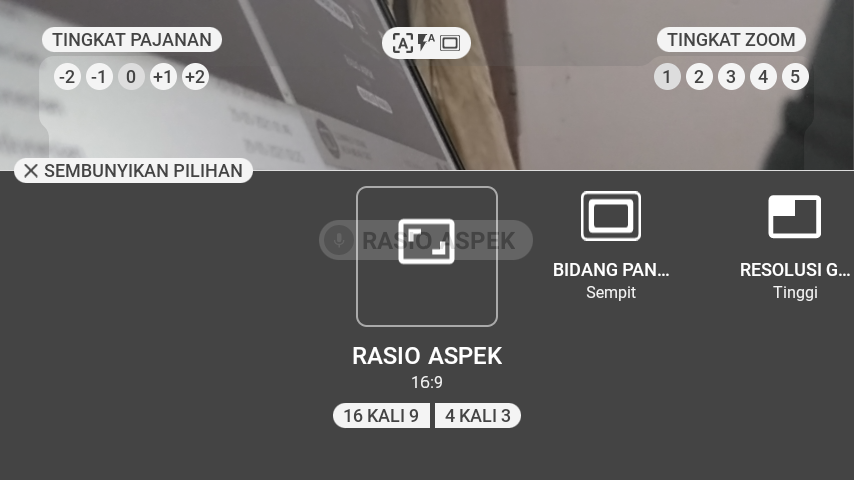 TINGKAT PAJANAN
-2 -1 0 +1 +2
A A
TINGKAT ZOOM
1 2 3 4 5
SEMBUNYIKAN PILIHAN
RASIO ASPEK
RASIO ASPEK
16:9
16 KALI 9
4 KALI 3
BIDANG PAN...
Sempit
RESOLUSI G...
Tinggi